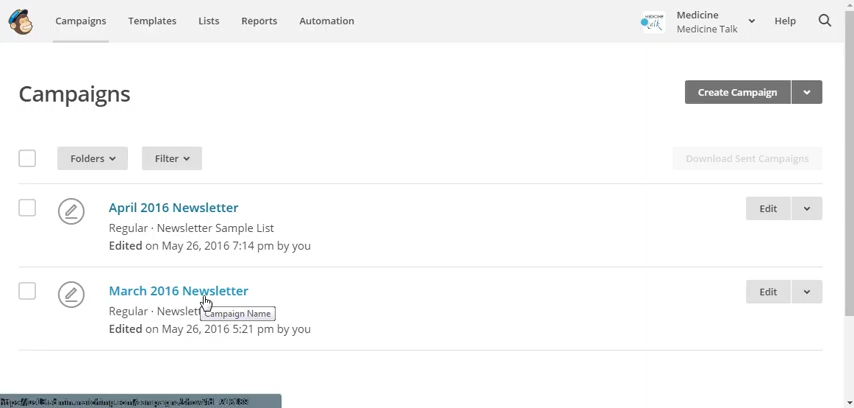 Campaigns Templates Lists Reports Automation
Medicine
Medicine Talk
Help
Campaigns
Create Campaign
Folders Filter Download Sent Campaigns
April 2016 Newsletter
Edit
Regular · Newsletter Sample List
Edited on May 26, 2016 7:14 pm by you
March 2016 Newsletter
Edit
Regular ·
Campaign Name
Edited on May 26, 2016 5:21 pm by you